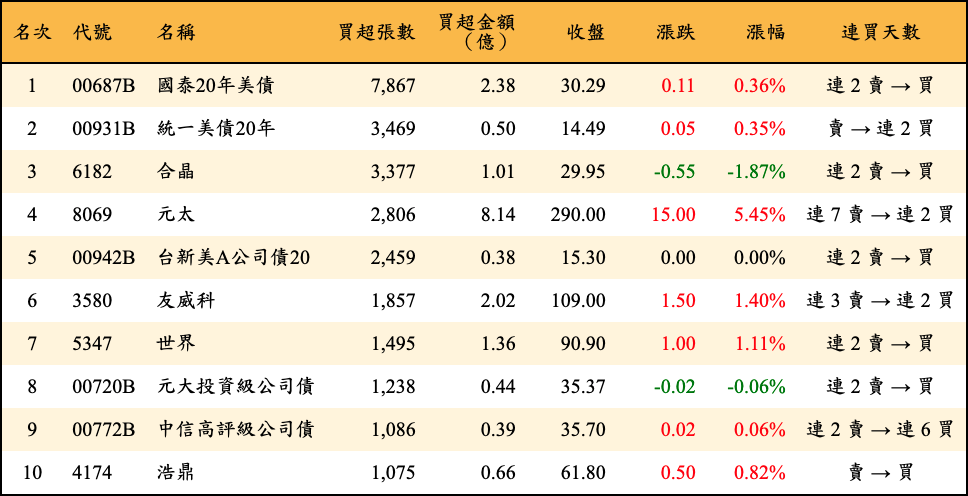 名次 代號 名稱 買超張數 買超金額（億） 收盤 漲跌 漲幅 連買天數
1 00687B 國泰20年美債 7,867 2.38 30.29 0.11 0.36% 連 2 賣 → 買
2 00931B 統一美債20年 3,469 0.50 14.49 0.05 0.35% 賣 → 連 2 買
3 6182 合晶 3,377 1.01 29.95 -0.55 -1.87% 連 2 賣 → 買
4 8069 元太 2,806 8.14 290.00 15.00 5.45% 連 7 賣 → 連 2 買
5 00942B 台新美A公司債20 2,459 0.38 15.30 0.00 0.00% 連 2 賣 → 買
6 3580 友威科 1,857 2.02 109.00 1.50 1.40% 連 3 賣 → 連 2 買
7 5347 世界 1,495 1.36 90.90 1.00 1.11% 連 2 賣 → 買
8 00720B 元大投資級公司債 1,238 0.44 35.37 -0.02 -0.06% 連 2 賣 → 買
9 00772B 中信高評級公司債 1,086 0.39 35.70 0.02 0.06% 連 2 賣 → 連 6 買
10 4174 浩鼎 1,075 0.66 61.80 0.50 0.82% 賣 → 買